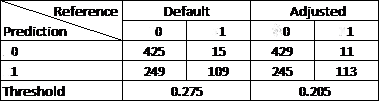 Reference Default Adjusted
Prediction 0 1 0 1
0 425 15 429 11
1 249 109 245 113
Threshold 0.275 0.205